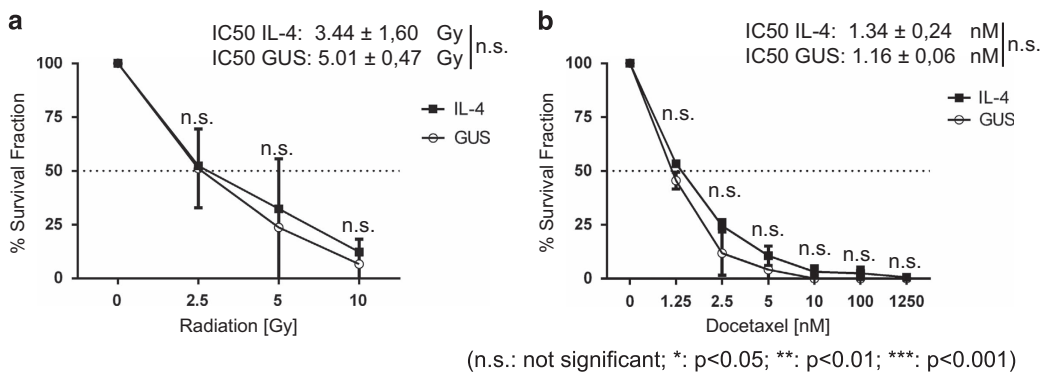 a
IC50 IL-4: 3.44 ± 1,60 Gy
IC50 GUS: 5.01 ± 0,47 Gy
n.s.
100
75
50
25
0
% Survival Fraction
n.s.
n.s.
n.s.
IL-4
GUS
0 2.5 5 10
Radiation [Gy]
b
IC50 IL-4: 1.34 ± 0,24 nM
IC50 GUS: 1.16 ± 0,06 nM
n.s.
100
75
50
25
0
% Survival Fraction
n.s.
n.s.
n.s.
n.s.
n.s.
n.s.
IL-4
GUS
0 1.25 2.5 5 10 100 1250
Docetaxel [nM]
(n.s.: not significant; *: p<0.05; **: p<0.01; ***: p<0.001)